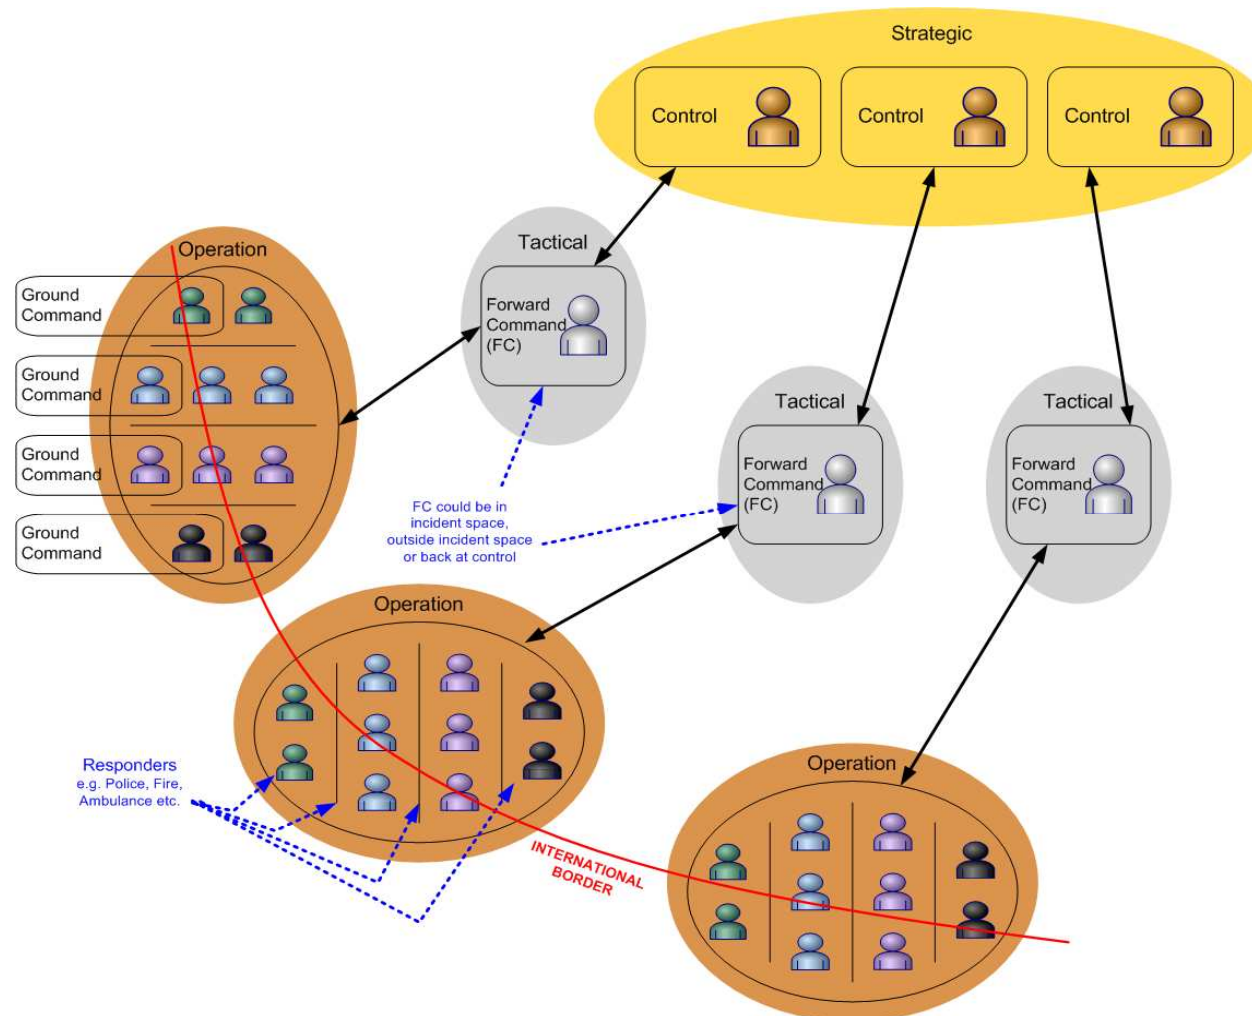 Strategic
Control
Control
Control
Tactical
Forward
Command
(FC)
Operation
Ground
Command
Ground
Command
Ground
Command
Ground
Command
Tactical
Forward
Command
(FC)
Tactical
Forward
Command
(FC)
FC could be in
incident space,
outside incident space
or back at control
Operation
Responders
e.g. Police, Fire,
Ambulance etc.
INTERNATIONAL
BORDER
Operation